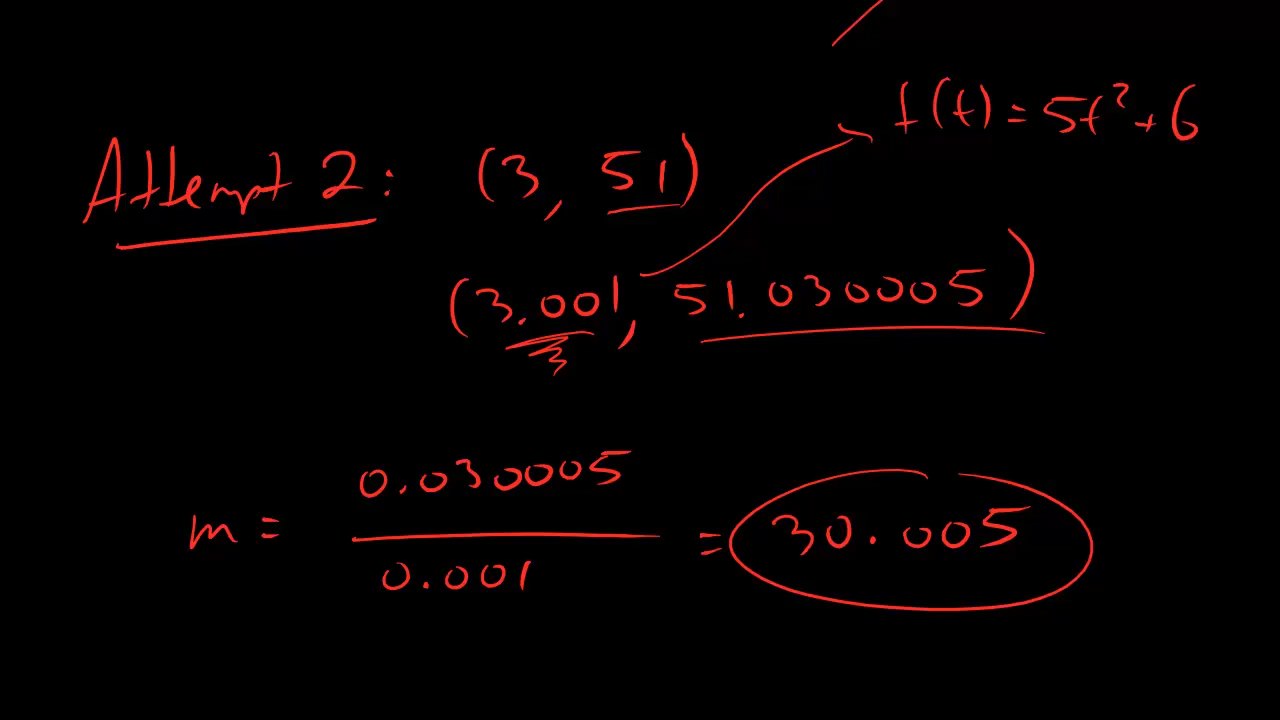 f(t) = 5t² + 6
Attempt 2: (3, 51)
(3.001, 51.030005)
m = 0.030005 / 0.001 = 30.005